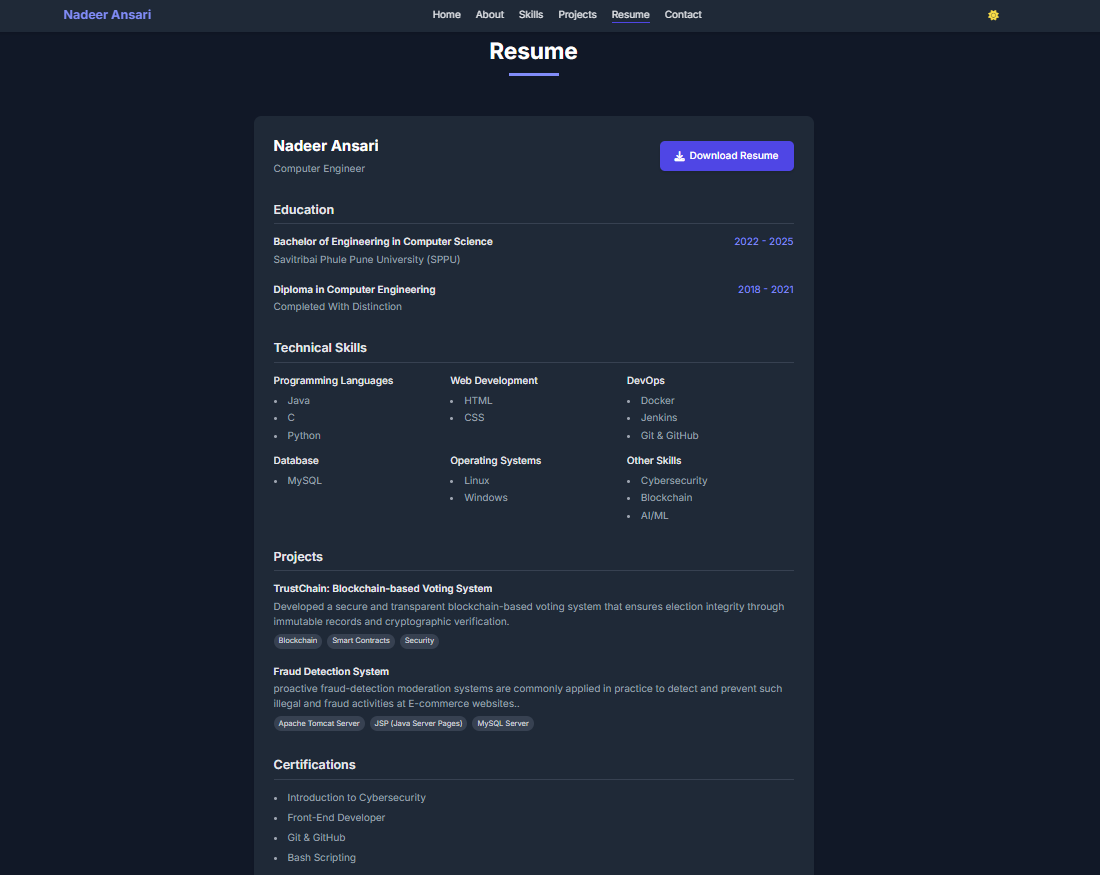 Nadeer Ansari
Home About Skills Projects Resume Contact
Resume
Nadeer Ansari
Computer Engineer
Download Resume
Education
Bachelor of Engineering in Computer Science 2022 - 2025
Savitribai Phule Pune University (SPPU)
Diploma in Computer Engineering 2018 - 2021
Completed With Distinction
Technical Skills
Programming Languages
• Java
• C
• Python
Web Development
• HTML
• CSS
DevOps
• Docker
• Jenkins
• Git & GitHub
Database
• MySQL
Operating Systems
• Linux
• Windows
Other Skills
• Cybersecurity
• Blockchain
• AI/ML
Projects
TrustChain: Blockchain-based Voting System
Developed a secure and transparent blockchain-based voting system that ensures election integrity through
immutable records and cryptographic verification.
Blockchain Smart Contracts Security
Fraud Detection System
proactive fraud-detection moderation systems are commonly applied in practice to detect and prevent such
illegal and fraud activities at E-commerce websites..
Apache Tomcat Server JSP (Java Server Pages) MySQL Server
Certifications
• Introduction to Cybersecurity
• Front-End Developer
• Git & GitHub
• Bash Scripting